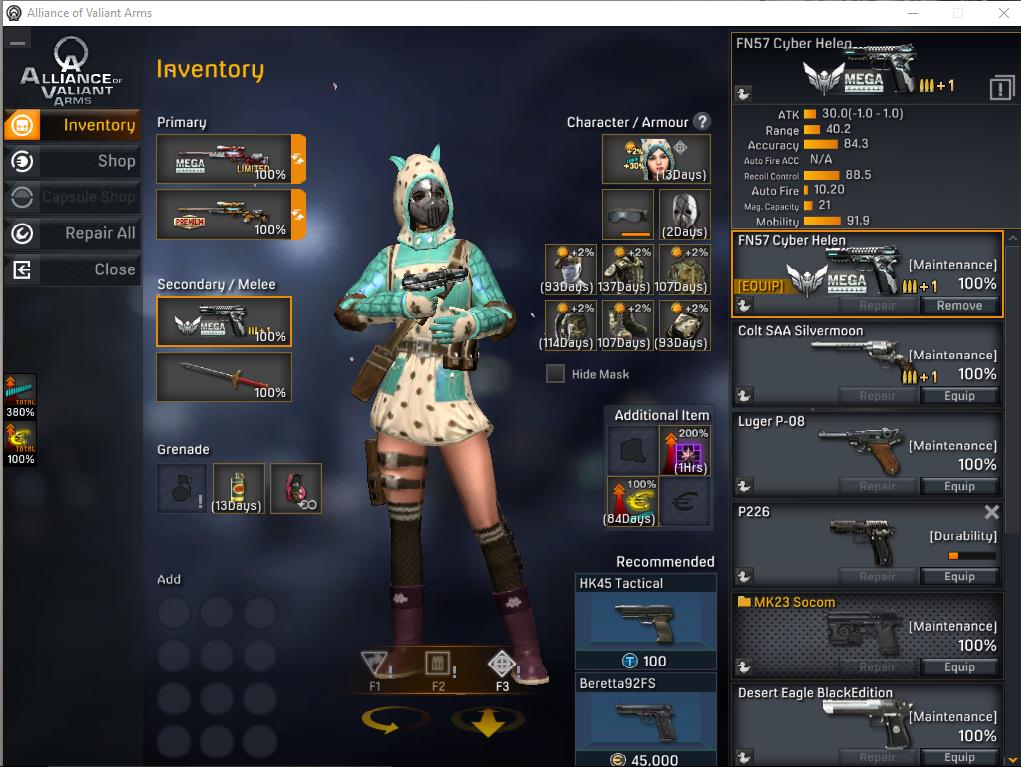 Alliance of Valiant Arms
ALLIANCE OF
VALIANT
ARMS
Inventory
Shop
Capsule Shop
Repair All
Close
TOTAL
380%
TOTAL
100%
Inventory
Primary
MEGA
LIMITED
100%
PREMIUM
100%
Secondary / Melee
MEGA
+1
100%
100%
Grenade
!
(13Days)
Add
Character / Armour ?
+2%
+30%
(13Days)
(2Days)
+2%
(93Days)
+2%
137Days)
+2%
107Days)
+2%
(114Days)
+2%
107Days)
+2%
(93Days)
Hide Mask
Additional Item
200%
(1Hrs)
100%
(84Days)
Recommended
HK45 Tactical
T 100
Beretta92FS
€ 45,000
F1
F2
F3
FN57 Cyber Helen
MEGA
CAPSULE
+1
ATK 30.0(-1.0 - 1.0)
Range 40.2
Accuracy 84.3
Auto Fire ACC N/A
Recoil Control 88.5
Auto Fire 10.20
Mag. Capacity 21
Mobility 91.9
FN57 Cyber Helen
[EQUIP]
MEGA
CAPSULE
+1
[Maintenance]
100%
Repair Remove
Colt SAA Silvermoon
+1
[Maintenance]
100%
Repair Equip
Luger P-08
[Maintenance]
100%
Repair Equip
P226
[Durability]
Repair Equip
MK23 Socom
[Maintenance]
100%
Repair Equip
Desert Eagle BlackEdition
[Maintenance]
100%
Repair Equip